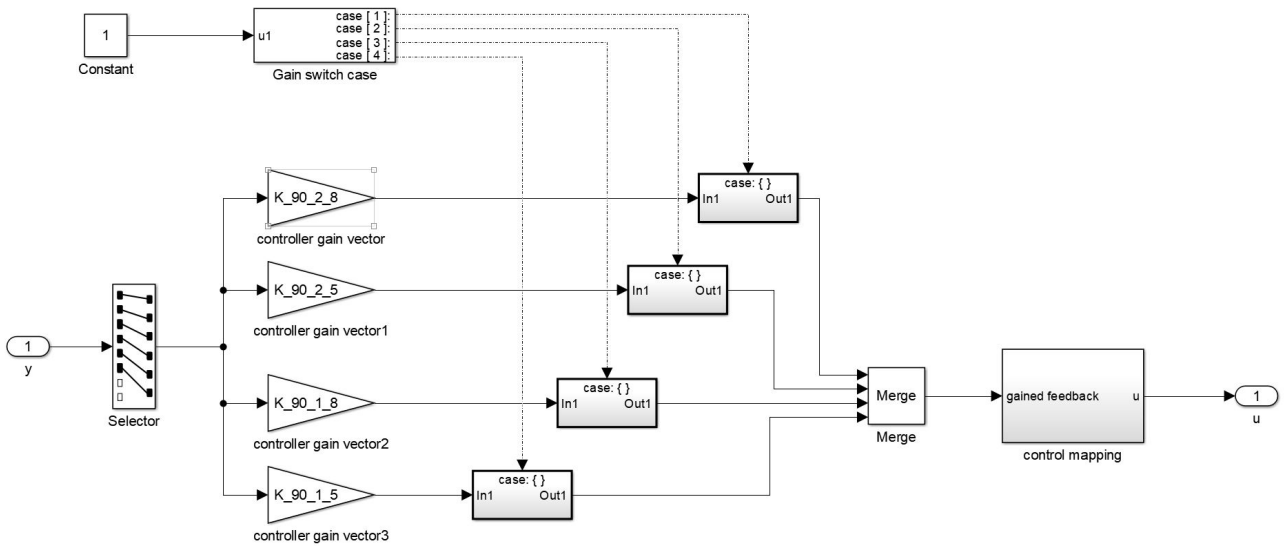 1
Constant
u1
case [ 1 ]:
case [ 2 ]:
case [ 3 ]:
case [ 4 ]:
Gain switch case
K_90_2_8
controller gain vector
case: { }
In1 Out1
K_90_2_5
controller gain vector1
case: { }
In1 Out1
1
y
Selector
K_90_1_8
controller gain vector2
case: { }
In1 Out1
Merge
Merge
gained feedback u
control mapping
1
u
K_90_1_5
controller gain vector3
case: { }
In1 Out1